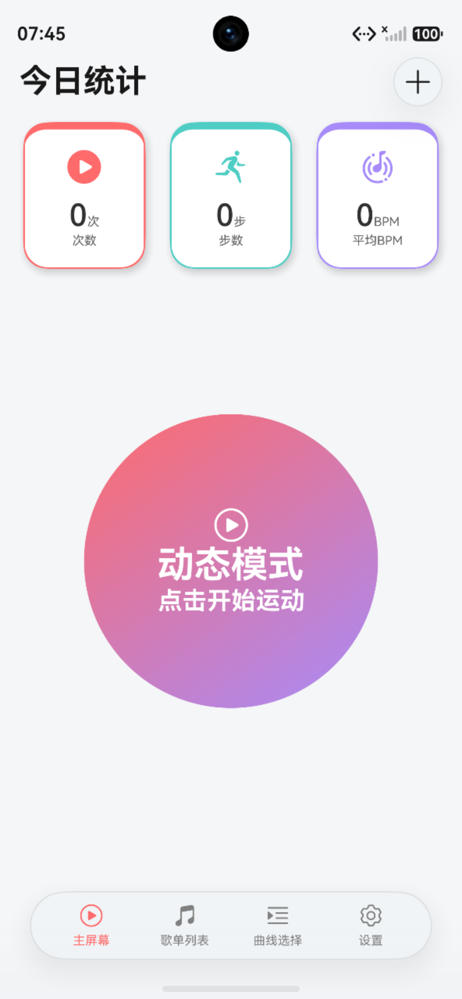 07:45
100
今日统计
0次
次数
0步
步数
0BPM
平均BPM
动态模式
点击开始运动
主屏幕
歌单列表
曲线选择
设置